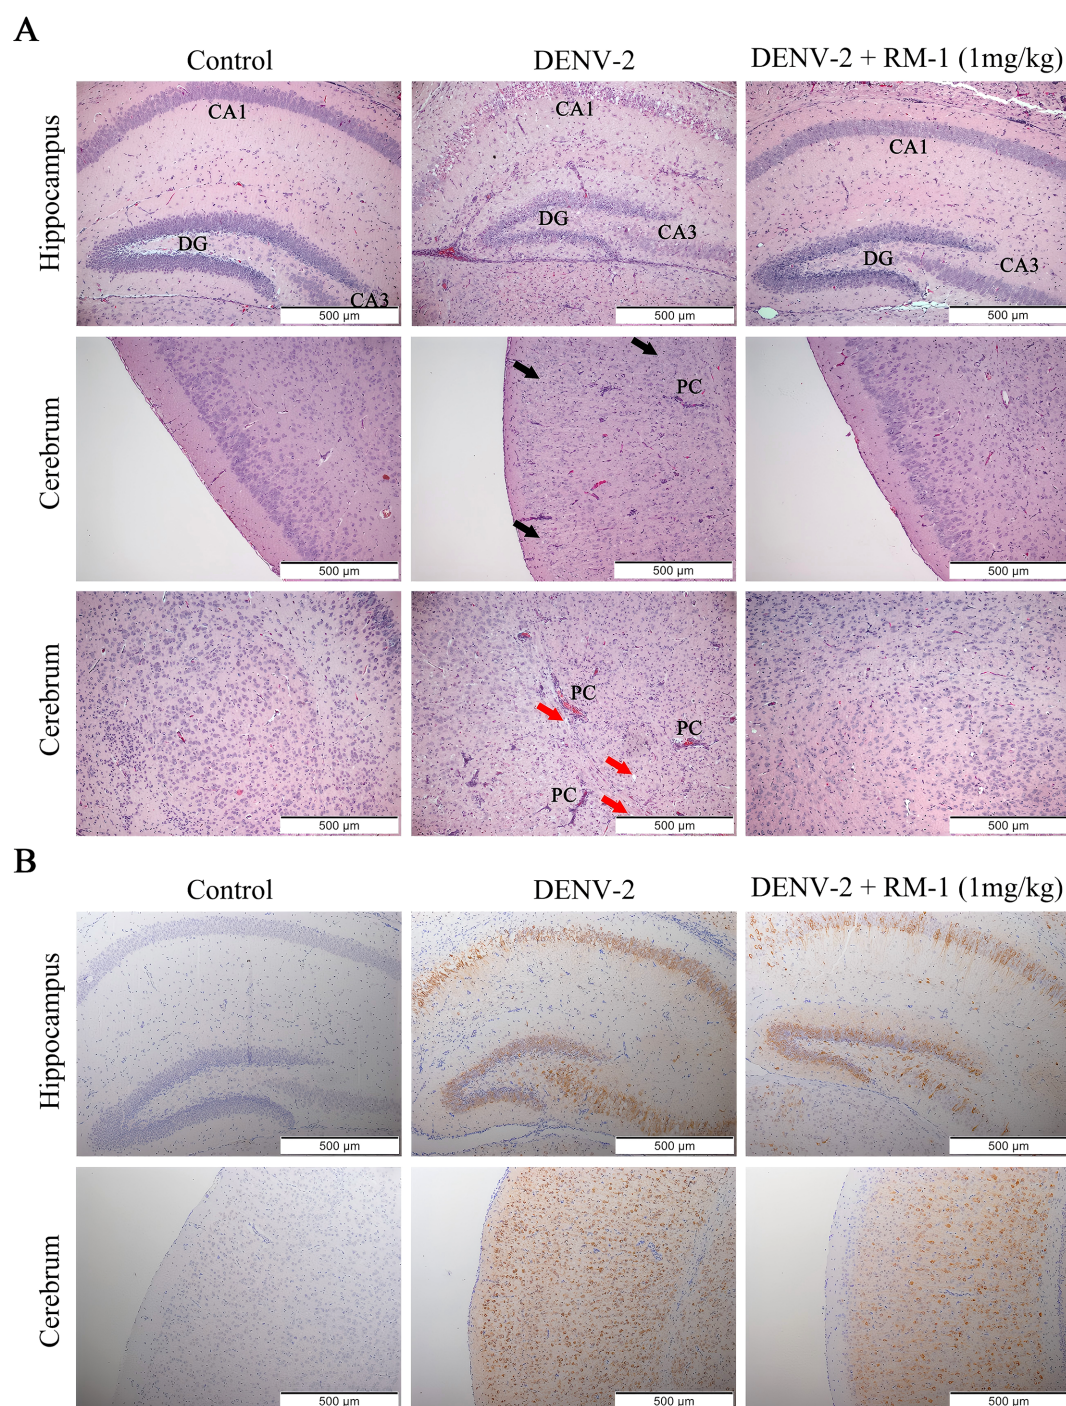 A
Control
DENV-2
DENV-2 + RM-1 (1mg/kg)
Hippocampus
CA1
DG
CA3
500 µm
CA1
DG
CA3
500 µm
CA1
DG
CA3
500 µm
Cerebrum
500 µm
PC
500 µm
500 µm
Cerebrum
500 µm
PC
PC
PC
500 µm
500 µm
B
Control
DENV-2
DENV-2 + RM-1 (1mg/kg)
Hippocampus
500 µm
500 µm
500 µm
Cerebrum
500 µm
500 µm
500 µm